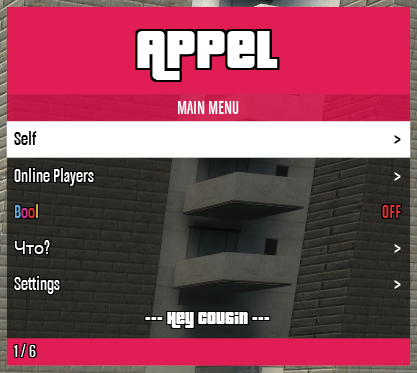 APPEL
MAIN MENU
Self >
Online Players >
Bool OFF
Что? >
Settings >
--- Hey Cousin ---
1 / 6